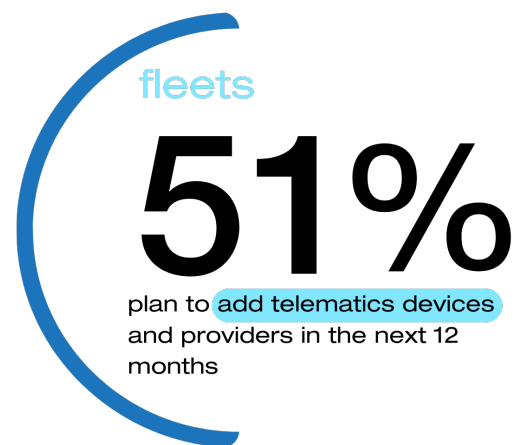 fleets
51%
plan to add telematics devices
and providers in the next 12
months